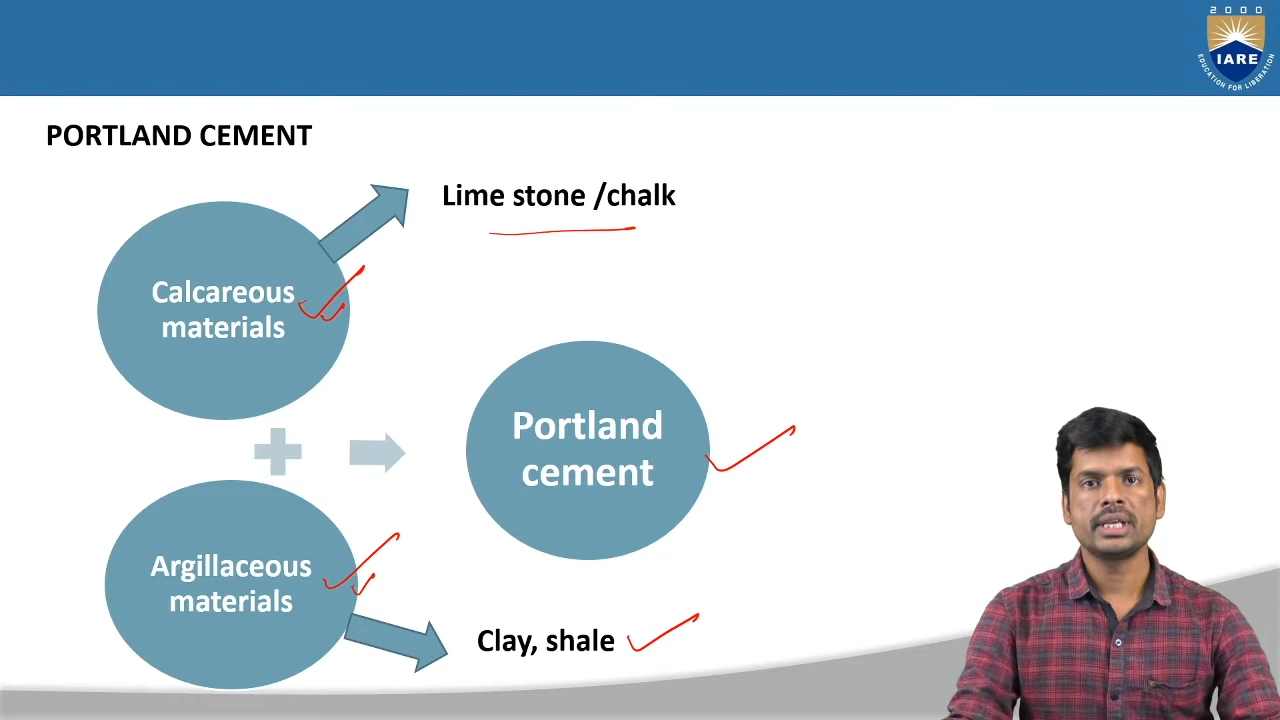 2000
IARE
EDUCATION FOR LIBERATION
PORTLAND CEMENT
Lime stone /chalk
Calcareous
materials
Portland
cement
Argillaceous
materials
Clay, shale